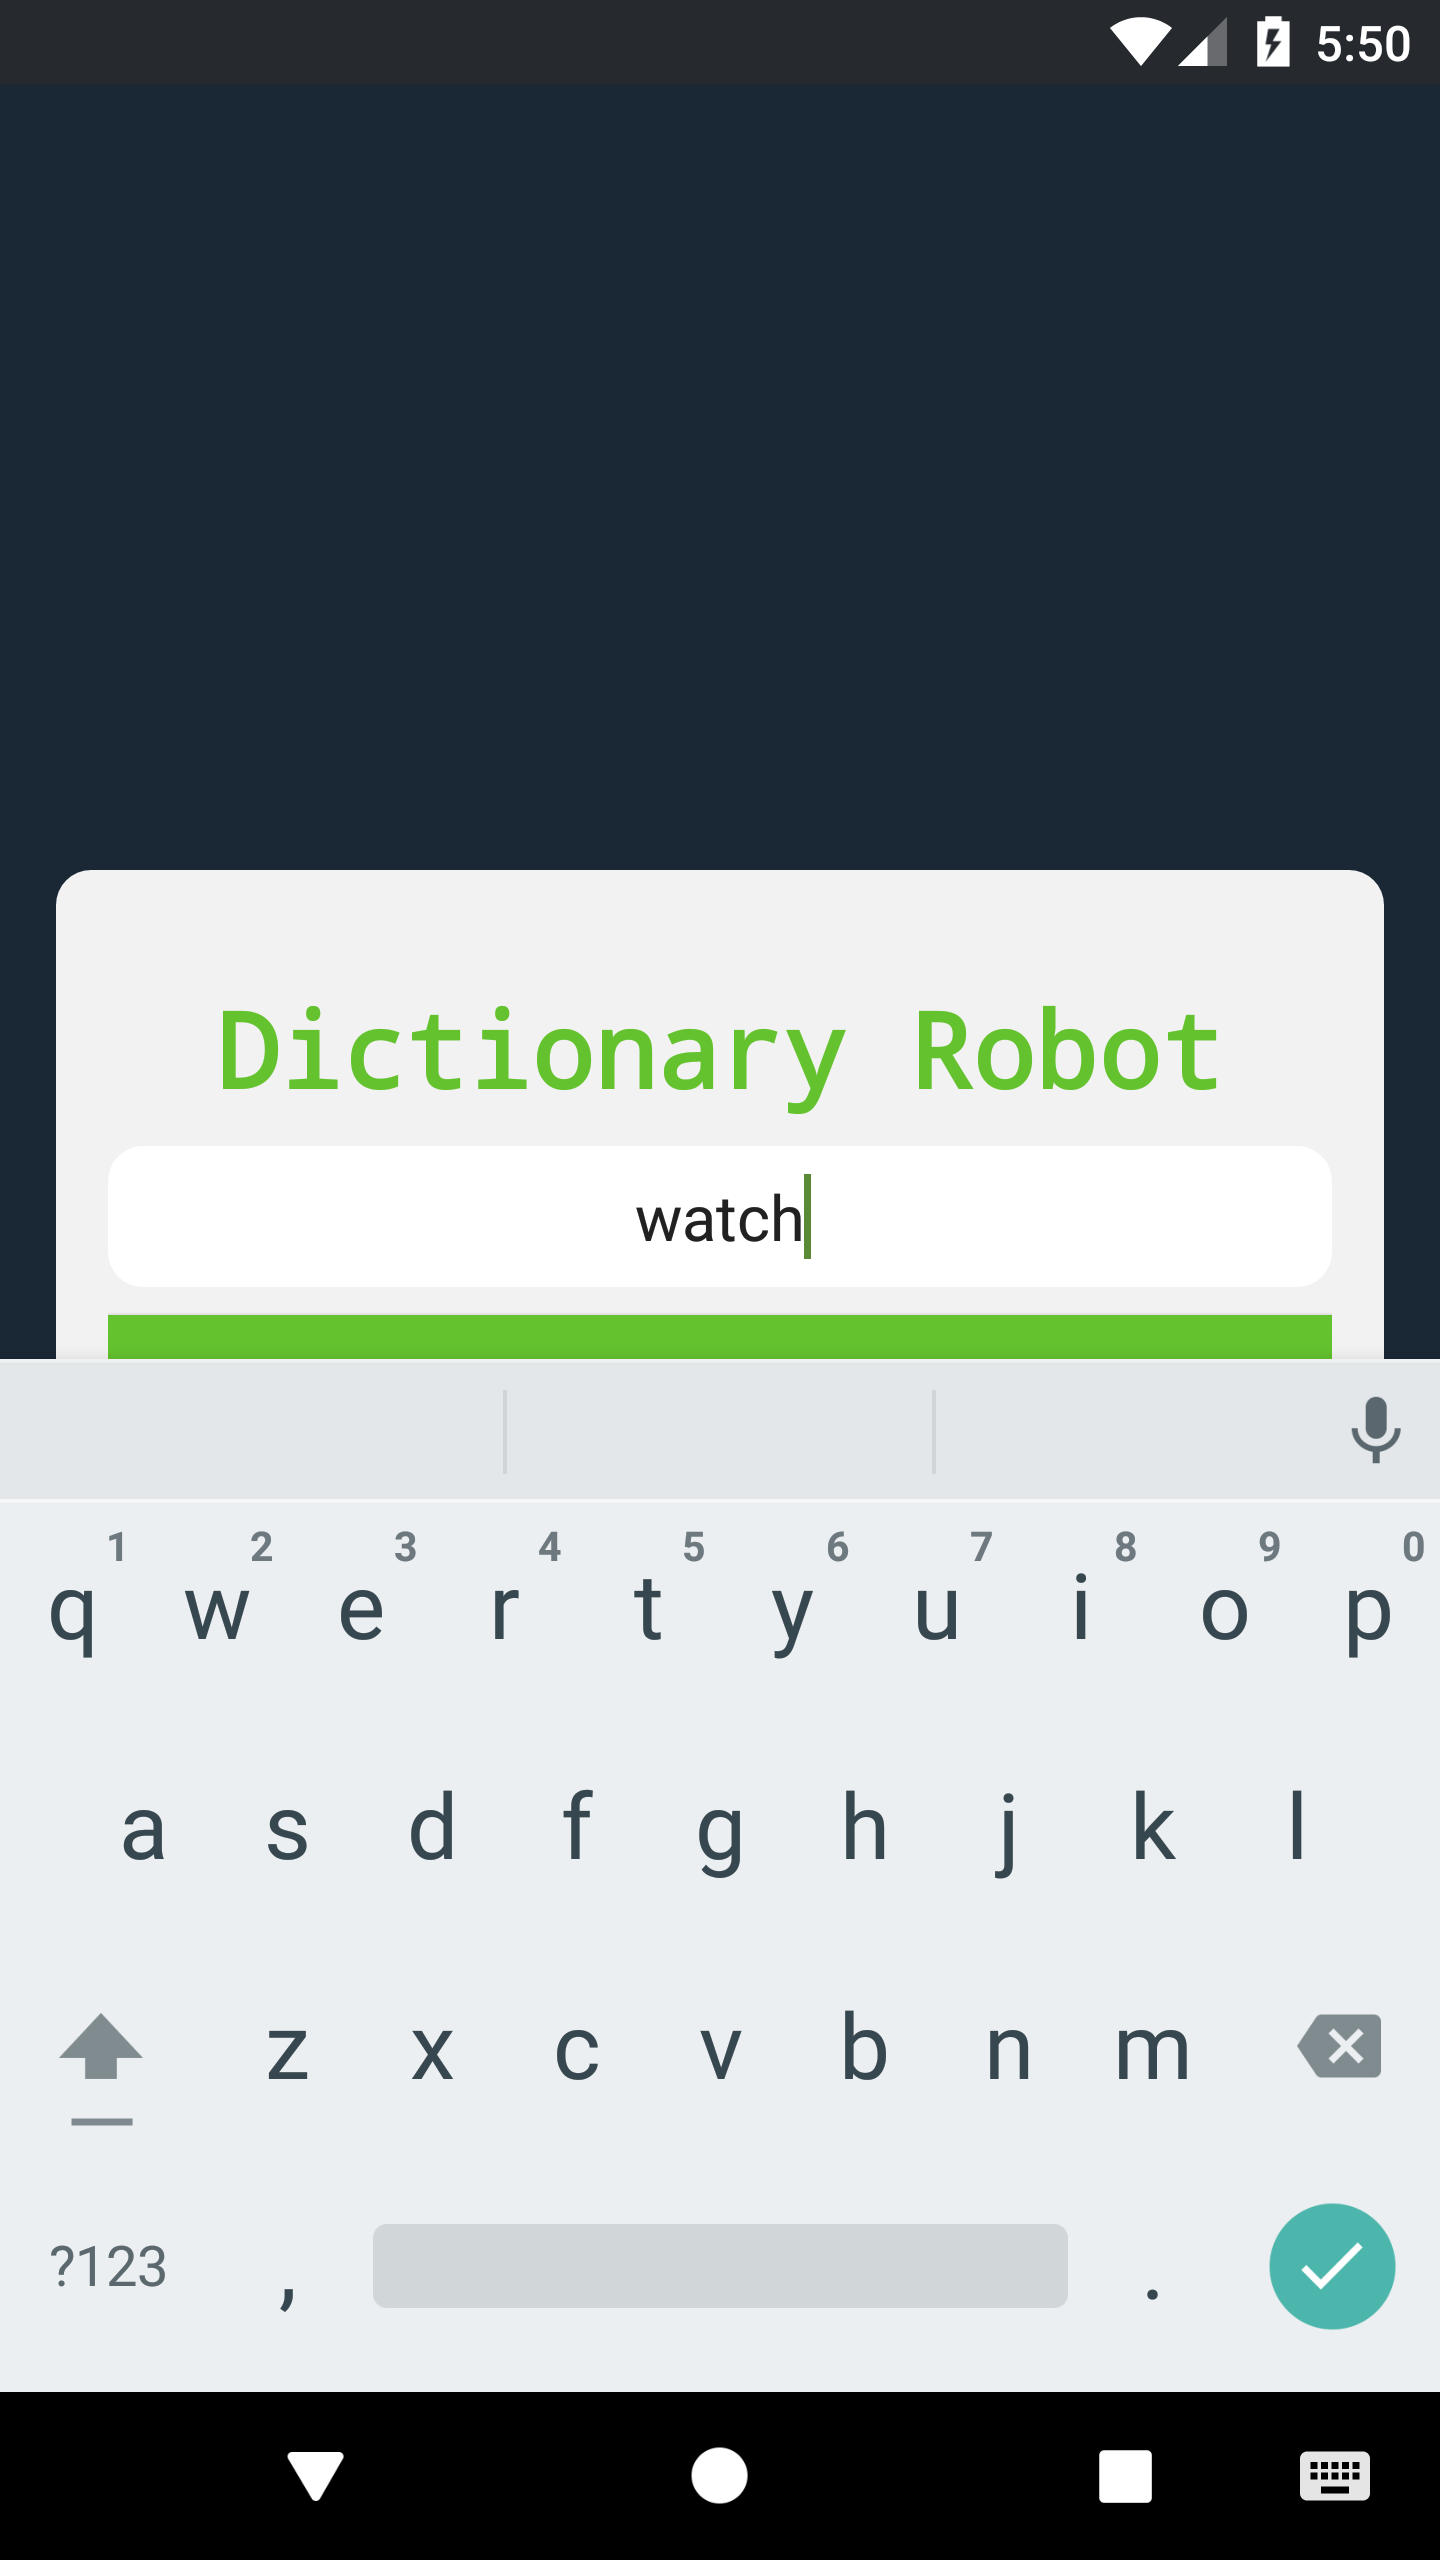 5:50
Dictionary Robot
watch
1 2 3 4 5 6 7 8 9 0
q w e r t y u i o p
a s d f g h j k l
z x c v b n m
?123 , .